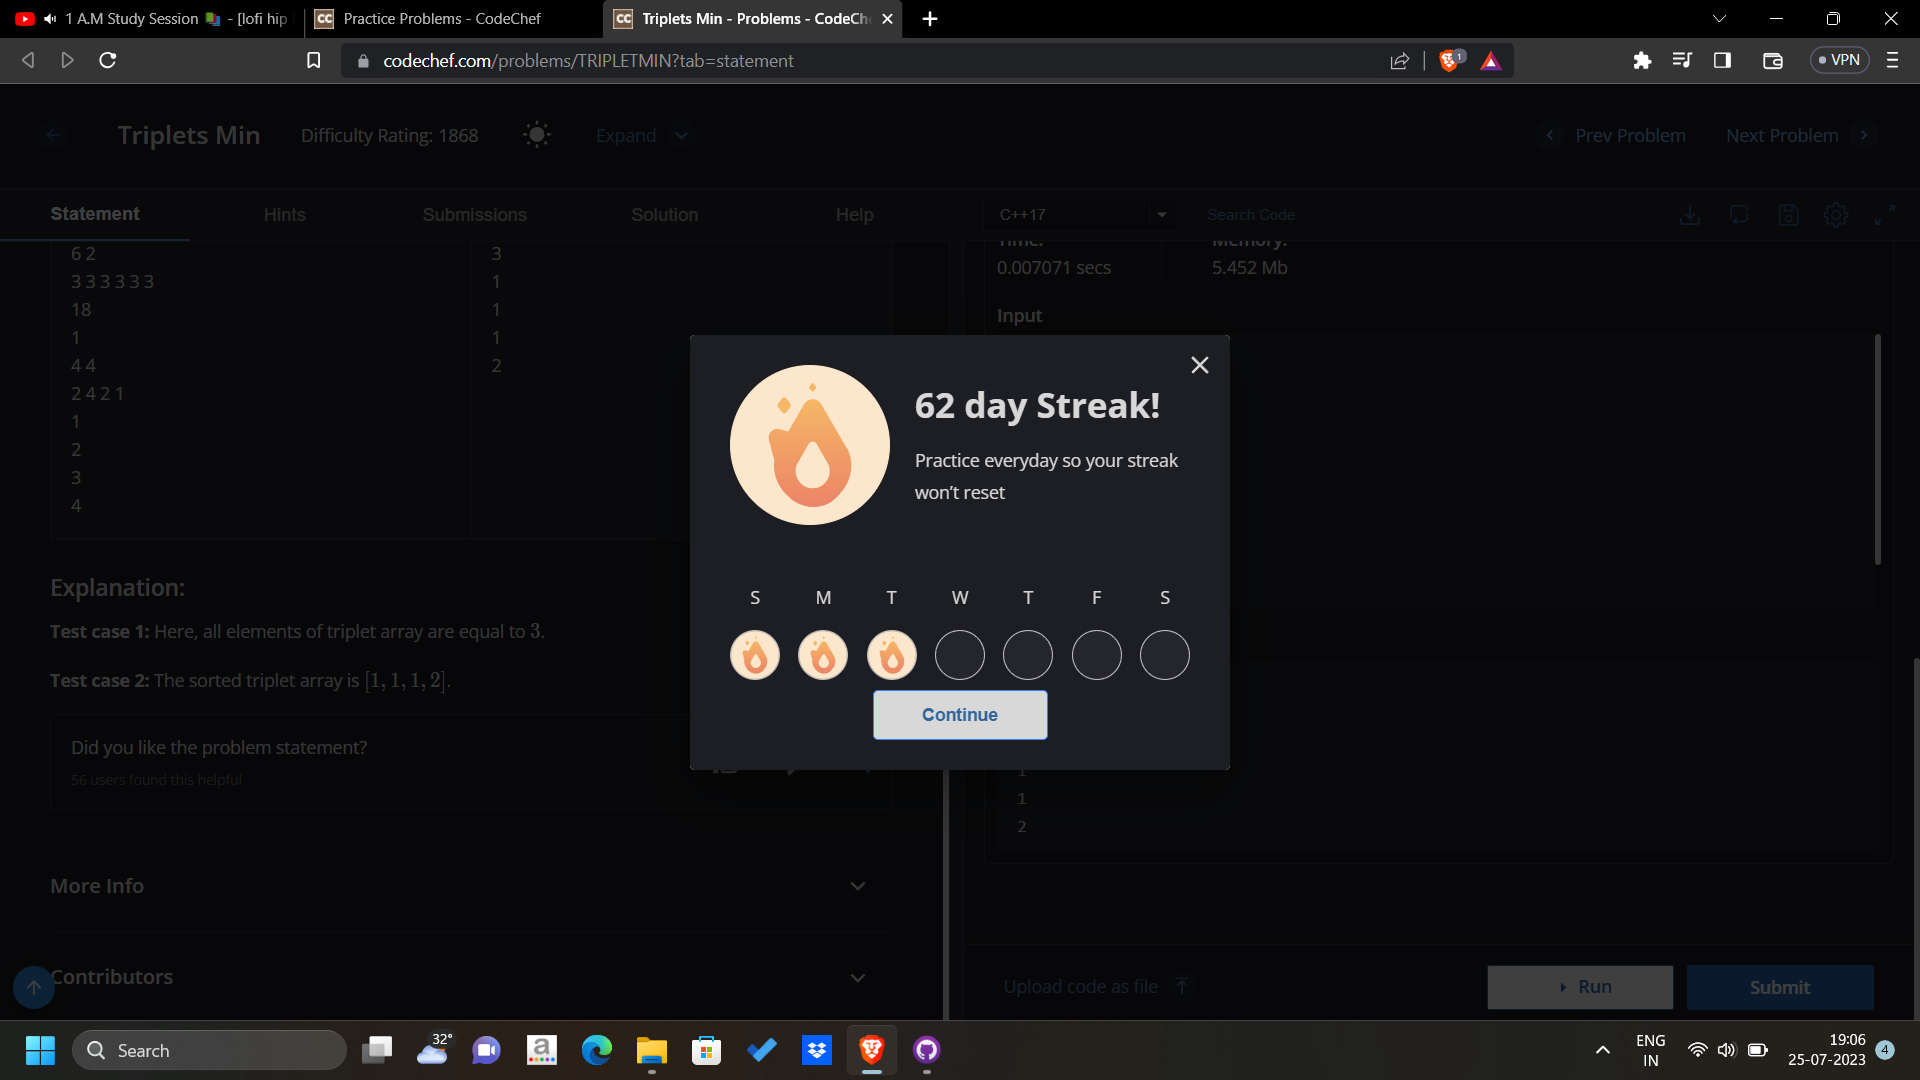 1 A.M Study Session 📚 - [lofi hip
Practice Problems - CodeChef
Triplets Min - Problems - CodeCh
codechef.com/problems/TRIPLETMIN?tab=statement
1
VPN
Triplets Min
Difficulty Rating: 1868
Expand
Prev Problem
Next Problem
Statement
Hints
Submissions
Solution
Help
C++17
Search Code
6 2
3 3 3 3 3 3
18
1
4 4
2 4 2 1
1
2
3
4
3
1
1
1
2
Time:
Memory:
0.007071 secs
5.452 Mb
Input
62 day Streak!
Practice everyday so your streak
won't reset
S M T W T F S
Continue
1
1
2
Explanation:
Test case 1: Here, all elements of triplet array are equal to 3.
Test case 2: The sorted triplet array is [1, 1, 1, 2].
Did you like the problem statement?
56 users found this helpful
More Info
Contributors
Upload code as file
Run
Submit
Search
32°
a
ENG
IN
19:06
25-07-2023
4